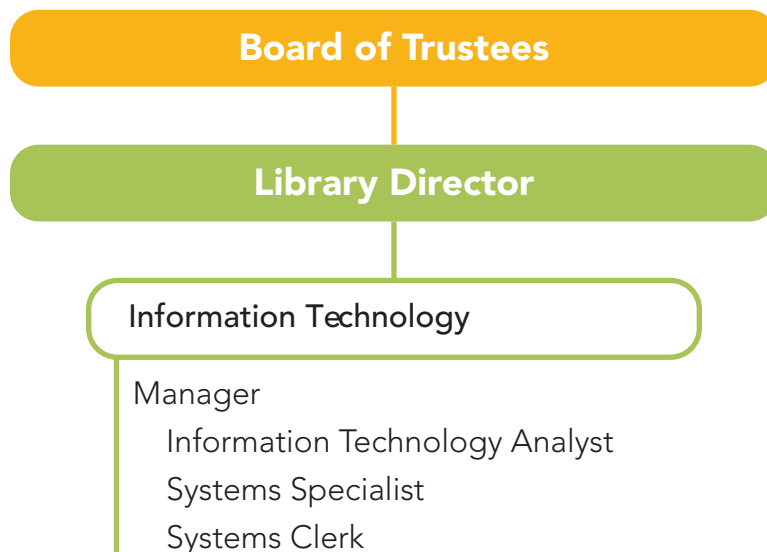 Board of Trustees
Library Director
Information Technology
Manager
Information Technology Analyst
Systems Specialist
Systems Clerk